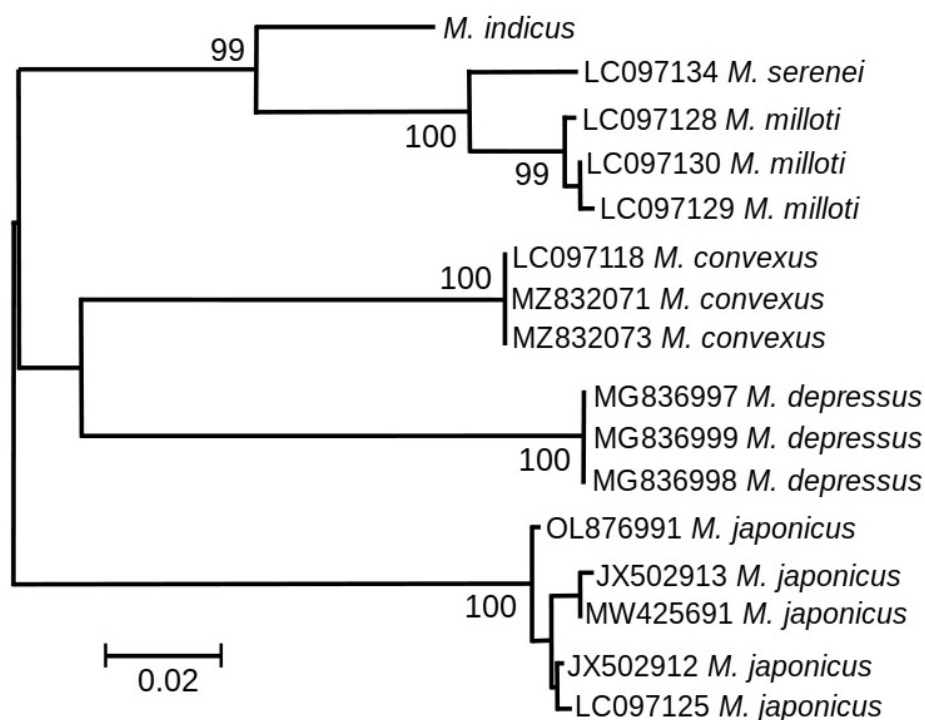 M. indicus
99
LC097134 M. serenei
LC097128 M. milloti
100
LC097130 M. milloti
99
LC097129 M. milloti
LC097118 M. convexus
100
MZ832071 M. convexus
MZ832073 M. convexus
MG836997 M. depressus
MG836999 M. depressus
100
MG836998 M. depressus
OL876991 M. japonicus
JX502913 M. japonicus
100
MW425691 M. japonicus
JX502912 M. japonicus
0.02
LC097125 M. japonicus